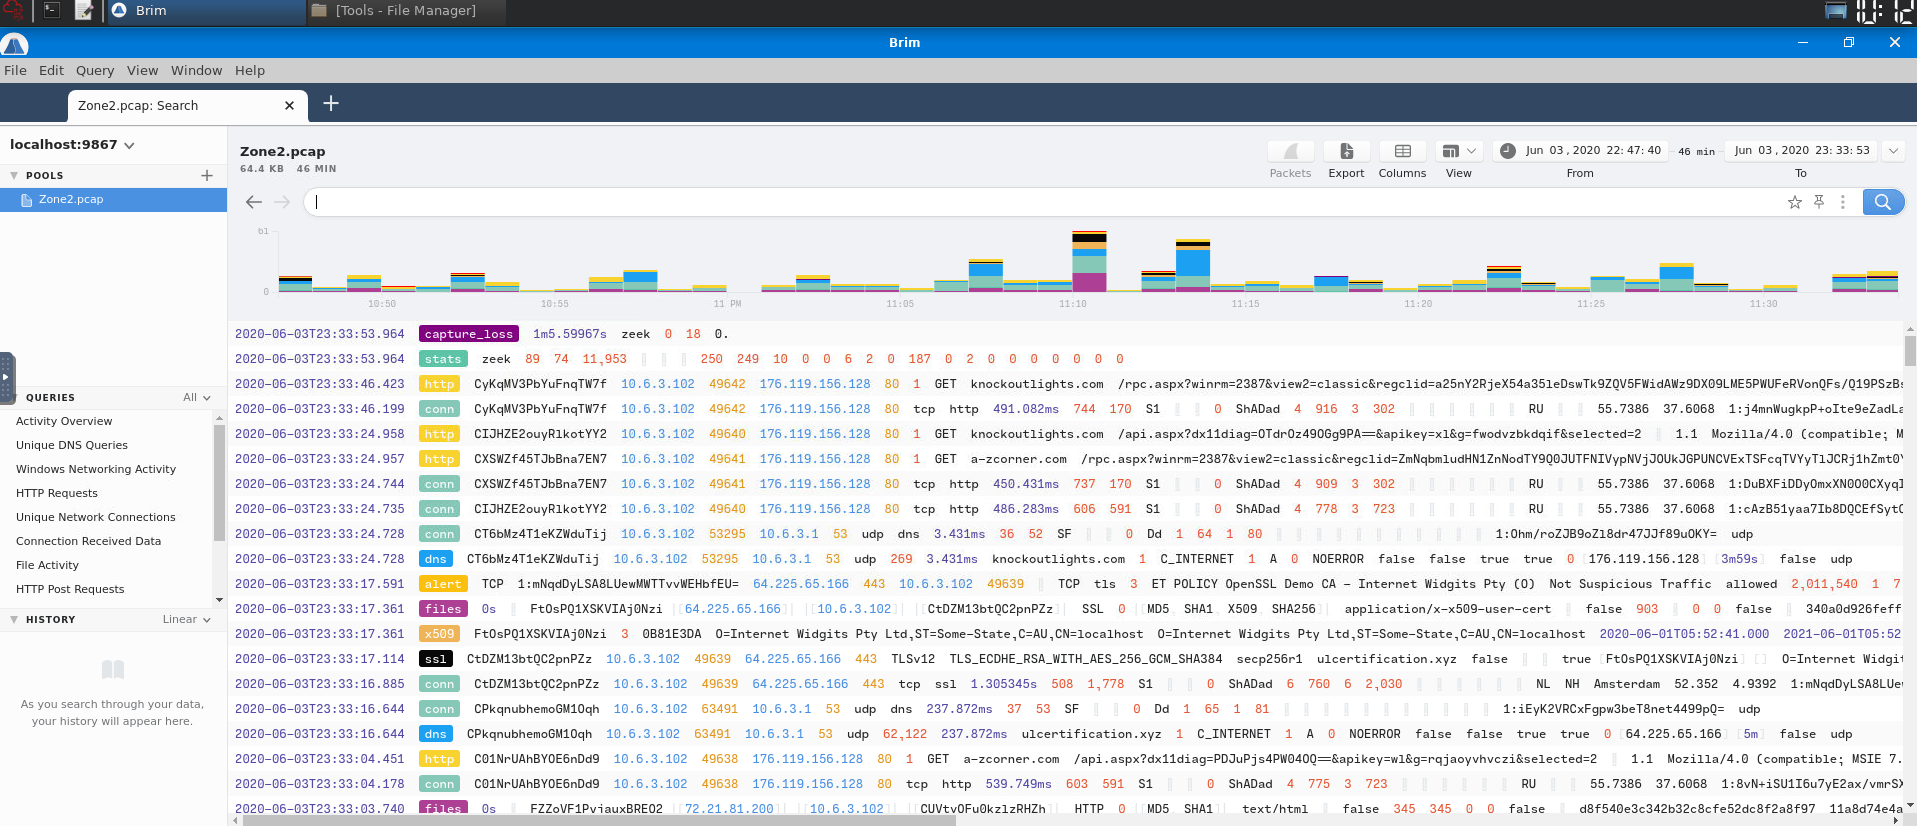 Brim
[Tools - File Manager]
Brim
File Edit Query View Window Help
Zone2.pcap: Search
localhost:9867
POOLS
Zone2.pcap
Zone2.pcap
64.4 KB 46 MIN
Packets Export Columns View
Jun 03 , 2020 22: 47: 40 46 min Jun 03 , 2020 23: 33: 53
From To
61
0
10:50 10:55 11 PM 11:05 11:10 11:15 11:20 11:25 11:30
QUERIES All
Activity Overview
Unique DNS Queries
Windows Networking Activity
HTTP Requests
Unique Network Connections
Connection Received Data
File Activity
HTTP Post Requests
HISTORY Linear
As you search through your data,
your history will appear here.
2020-06-03T23:33:53.964 capture_loss 1m5.59967s zeek 0 18 0.
2020-06-03T23:33:53.964 stats zeek 89 74 11,953 250 249 10 0 0 6 2 0 187 0 2 0 0 0 0 0 0 0
2020-06-03T23:33:46.423 http CyKqMV3PbYuFnqTW7f 10.6.3.102 49642 176.119.156.128 80 1 GET knockoutlights.com
2020-06-03T23:33:46.199 conn CyKqMV3PbYuFnqTW7f 10.6.3.102 49642 176.119.156.128 80 tcp http 491.082ms 744 170 S1 0 ShADad 4 916 3 302 RU 55.7386 37.6068
2020-06-03T23:33:24.958 http CIJHZE2ouyRlkotYY2 10.6.3.102 49640 176.119.156.128 80 1 GET knockoutlights.com /api.aspx?dx11diag=OTdrOz49OGg9PA==&apikey=xl&g=fwodvzbkdqif&selected=2 1.1 Mozilla/4.0 (compatible; M
2020-06-03T23:33:24.957 http CXSWZf45TJbBna7EN7 10.6.3.102 49641 176.119.156.128 80 1 GET a-zcorner.com
2020-06-03T23:33:24.744 conn CXSWZf45TJbBna7EN7 10.6.3.102 49641 176.119.156.128 80 tcp http 450.431ms 737 170 S1 0 ShADad 4 909 3 302 RU 55.7386 37.6068
2020-06-03T23:33:24.735 conn CIJHZE2ouyRlkotYY2 10.6.3.102 49640 176.119.156.128 80 tcp http 486.283ms 606 591 S1 0 ShADad 4 778 3 723 RU 55.7386 37.6068
2020-06-03T23:33:24.728 conn CT6bMz4T1eKZWduTij 10.6.3.102 53295 10.6.3.1 53 udp dns 3.431ms 36 52 SF 0 Dd 1 64 1 80 1:Ohm/roZJB9oZl8dr47JJf89uOKY= udp
2020-06-03T23:33:24.728 dns CT6bMz4T1eKZWduTij 10.6.3.102 53295 10.6.3.1 53 udp 269 3.431ms knockoutlights.com 1 C_INTERNET 1 A 0 NOERROR false false true true 0 [176.119.156.128] [3m59s] false udp
2020-06-03T23:33:17.591 alert TCP 1:mNqdDyLSA8LUewMWTTvvWEHbfEU= 64.225.65.166 443 10.6.3.102 49639 TCP tls 3 ET POLICY OpenSSL Demo CA - Internet Widgits Pty (O) Not Suspicious Traffic allowed 2,011,540 1 7
2020-06-03T23:33:17.361 files 0s FtOsPQ1XSKVIAj0Nzi [64.225.65.166] [10.6.3.102] [CtDZM13btQC2pnPZz] SSL 0 [MD5 SHA1 X509 SHA256] application/x-x509-user-cert false 903 0 0 false 340a0d926feff
2020-06-03T23:33:17.361 x509 FtOsPQ1XSKVIAj0Nzi 3 0B81E3DA O=Internet Widgits Pty Ltd,ST=Some-State,C=AU,CN=localhost O=Internet Widgits Pty Ltd,ST=Some-State,C=AU,CN=localhost 2020-06-01T05:52:41.000 2021-06-01T05:52
2020-06-03T23:33:17.114 ssl CtDZM13btQC2pnPZz 10.6.3.102 49639 64.225.65.166 443 TLSv12 TLS_ECDHE_RSA_WITH_AES_256_GCM_SHA384 secp256r1 ulcertification.xyz false true [FtOsPQ1XSKVIAj0Nzi] [] O=Internet Widgit
2020-06-03T23:33:16.885 conn CtDZM13btQC2pnPZz 10.6.3.102 49639 64.225.65.166 443 tcp ssl 1.305345s 508 1,778 S1 0 ShADad 6 760 6 2,030 NL NH Amsterdam 52.352 4.9392 1:mNqdDyLSA8LUe
2020-06-03T23:33:16.644 conn CPkqnubhemoGM1Oqh 10.6.3.102 63491 10.6.3.1 53 udp dns 237.872ms 37 53 SF 0 Dd 1 65 1 81 1:iEyK2VRCxFgpw3beT8net4499pQ= udp
2020-06-03T23:33:16.644 dns CPkqnubhemoGM1Oqh 10.6.3.102 63491 10.6.3.1 53 udp 62,122 237.872ms ulcertification.xyz 1 C_INTERNET 1 A 0 NOERROR false false true true 0 [64.225.65.166] [5m] false udp
2020-06-03T23:33:04.451 http C01NrUAhBYOE6nDd9 10.6.3.102 49638 176.119.156.128 80 1 GET a-zcorner.com /api.aspx?dx11diag=PDJuPjs4PW04OQ==&apikey=wl&g=rqjaoyvhvczi&selected=2 1.1 Mozilla/4.0 (compatible; MSIE 7.
2020-06-03T23:33:04.178 conn C01NrUAhBYOE6nDd9 10.6.3.102 49638 176.119.156.128 80 tcp http 539.749ms 603 591 S1 0 ShADad 4 775 3 723 RU 55.7386 37.6068
2020-06-03T23:33:03.740 files 0s FZZoVF1PvjauxBREO2 [72.21.81.200] [10.6.3.102] [CUVtvOFu0kzlzRHZh] HTTP 0 [MD5 SHA1] text/html false 345 345 0 0 false d8f540e3c342b32c8cfe52dc8f2a8f97 11a8d74e4a